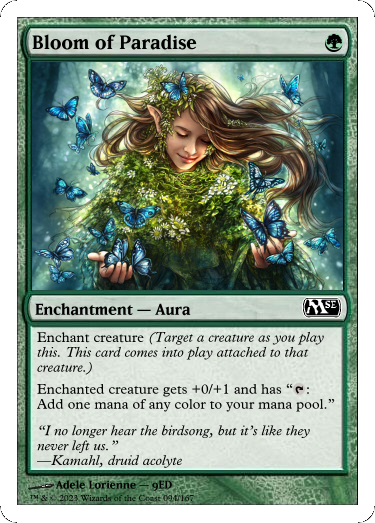 Bloom of Paradise
Enchantment — Aura
M SE
Enchant creature (Target a creature as you play
this. This card comes into play attached to that
creature.)
Enchanted creature gets +0/+1 and has “: 
Add one mana of any color to your mana pool.”
“I no longer hear the birdsong, but it's like they
never left us.”
—Kamahl, druid acolyte
Adele Lorienne — 9ED
™ & © 2023 Wizards of the Coast 094/167